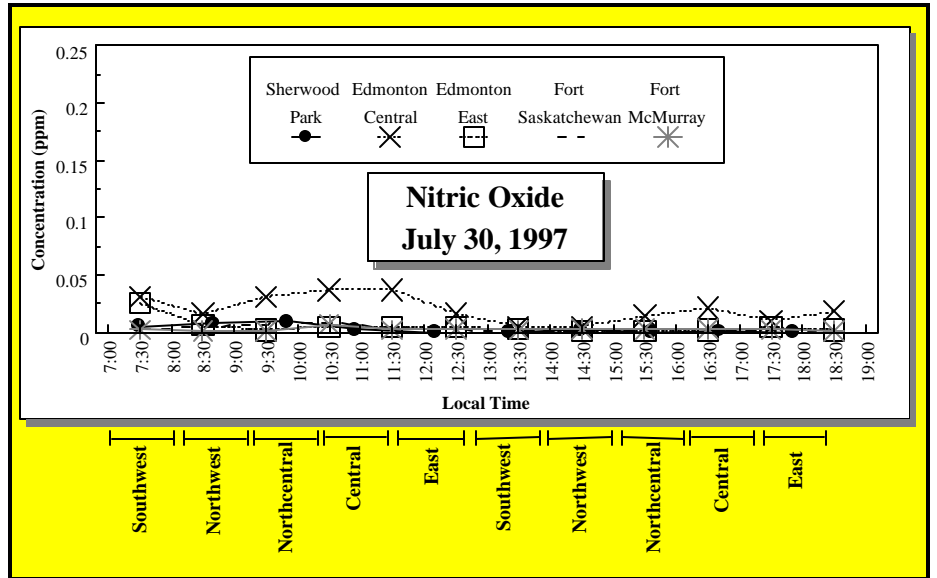 0.25
0.2
0.15
0.1
0.05
0
Concentration (ppm)
Sherwood Edmonton Edmonton Fort Fort
Park Central East Saskatchewan McMurray
Nitric Oxide
July 30, 1997
7:00 7:30 8:00 8:30 9:00 9:30 10:00 10:30 11:00 11:30 12:00 12:30 13:00 13:30 14:00 14:30 15:00 15:30 16:00 16:30 17:00 17:30 18:00 18:30 19:00
Local Time
Southwest Northwest Northcentral Central East Southwest Northwest Northcentral Central East